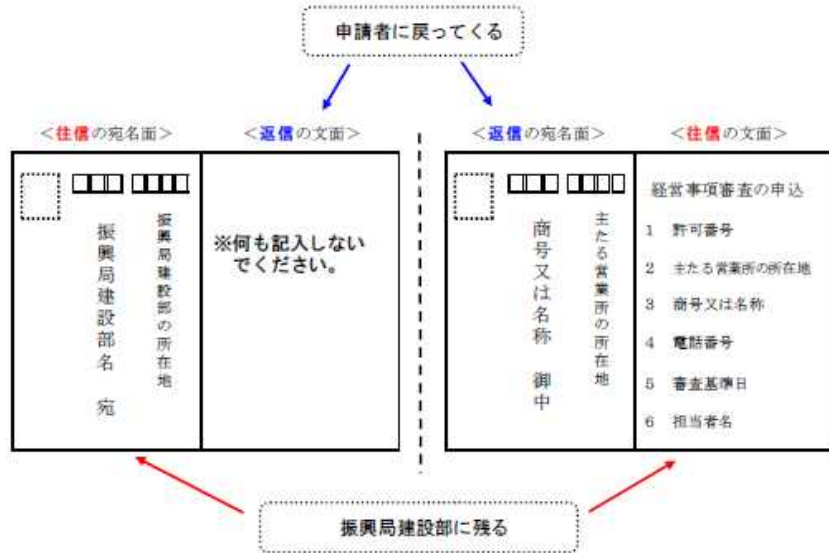 申請者に戻ってくる
＜往信の宛名面＞
＜返信の文面＞
＜返信の宛名面＞
＜往信の文面＞
振興局建設部の所在地
振興局建設部名　宛
※何も記入しない
でください。
主たる営業所の所在地
商号又は名称　御中
経営事項審査の申込
1　許可番号
2　主たる営業所の所在地
3　商号又は名称
4　電話番号
5　審査基準日
6　担当者名
振興局建設部に残る